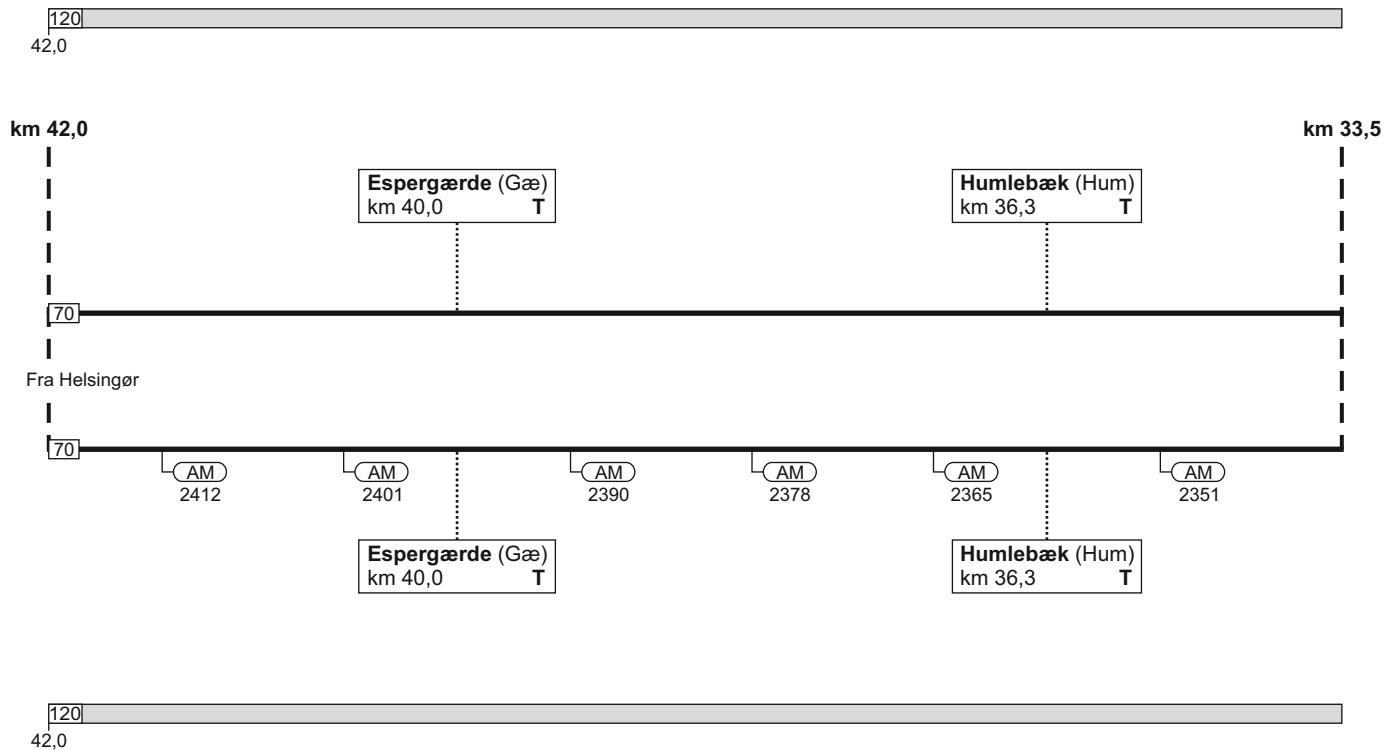 120
42,0
km 42,0
km 33,5
Espergærde (Gæ)
km 40,0 T
Humlebæk (Hum)
km 36,3 T
70
Fra Helsingør
70
AM
2412
AM
2401
AM
2390
AM
2378
AM
2365
AM
2351
Espergærde (Gæ)
km 40,0 T
Humlebæk (Hum)
km 36,3 T
120
42,0